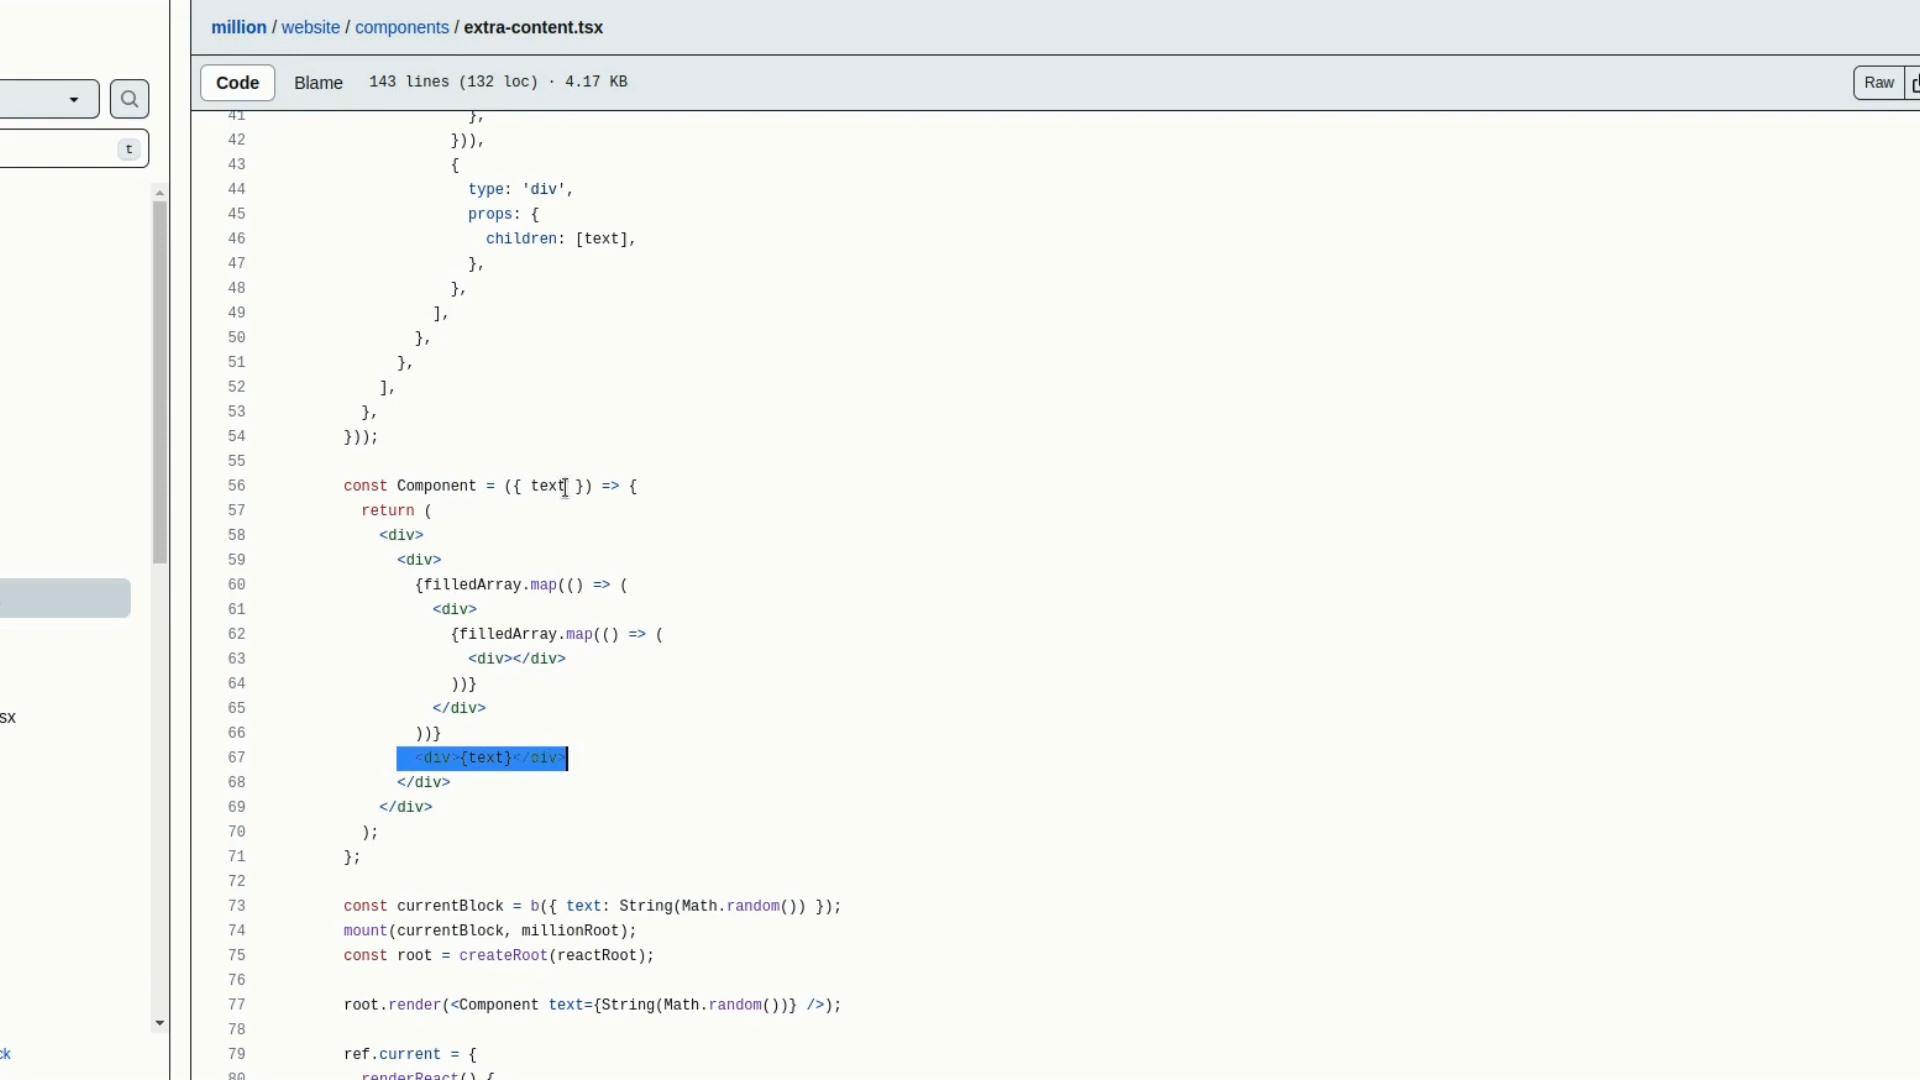 million / website / components / extra-content.tsx
Code Blame 143 lines (132 loc) · 4.17 KB Raw
t
41 },
42 })),
43 {
44 type: 'div',
45 props: {
46 children: [text],
47 },
48 },
49 ],
50 },
51 },
52 ],
53 },
54 }));
55
56 const Component = ({ text }) => {
57 return (
58 <div>
59 <div>
60 {filledArray.map(() => (
61 <div>
62 {filledArray.map(() => (
63 <div></div>
64 ))}
65 </div>
66 ))}
67 <div>{text}</div>
68 </div>
69 </div>
70 );
71 };
72
73 const currentBlock = b({ text: String(Math.random()) });
74 mount(currentBlock, millionRoot);
75 const root = createRoot(reactRoot);
76
77 root.render(<Component text={String(Math.random())} />);
78
79 ref.current = {
80 renderReact() {
sx
ck